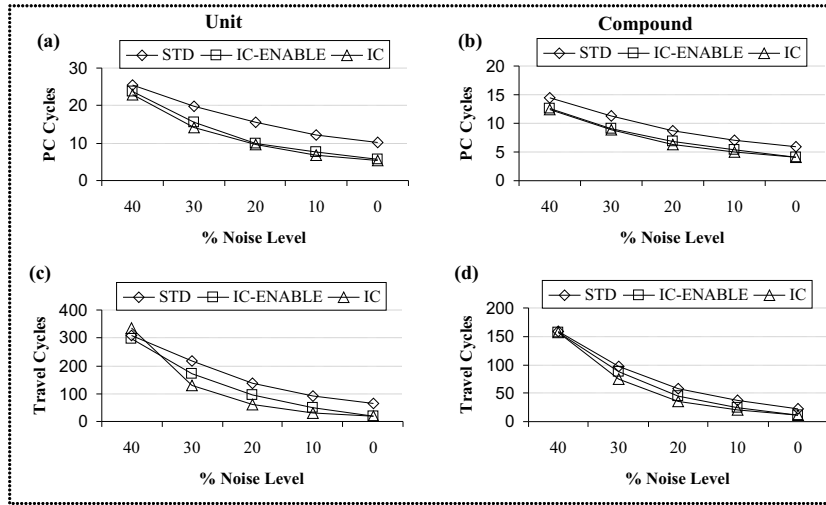 Unit
Compound
(a)
STD IC-ENABLE IC
30
20
10
0
PC Cycles
40 30 20 10 0
% Noise Level
(b)
STD IC-ENABLE IC
20
15
10
5
0
PC Cycles
40 30 20 10 0
% Noise Level
(c)
STD IC-ENABLE IC
400
300
200
100
0
Travel Cycles
40 30 20 10 0
% Noise Level
(d)
STD IC-ENABLE IC
200
150
100
50
0
Travel Cycles
40 30 20 10 0
% Noise Level